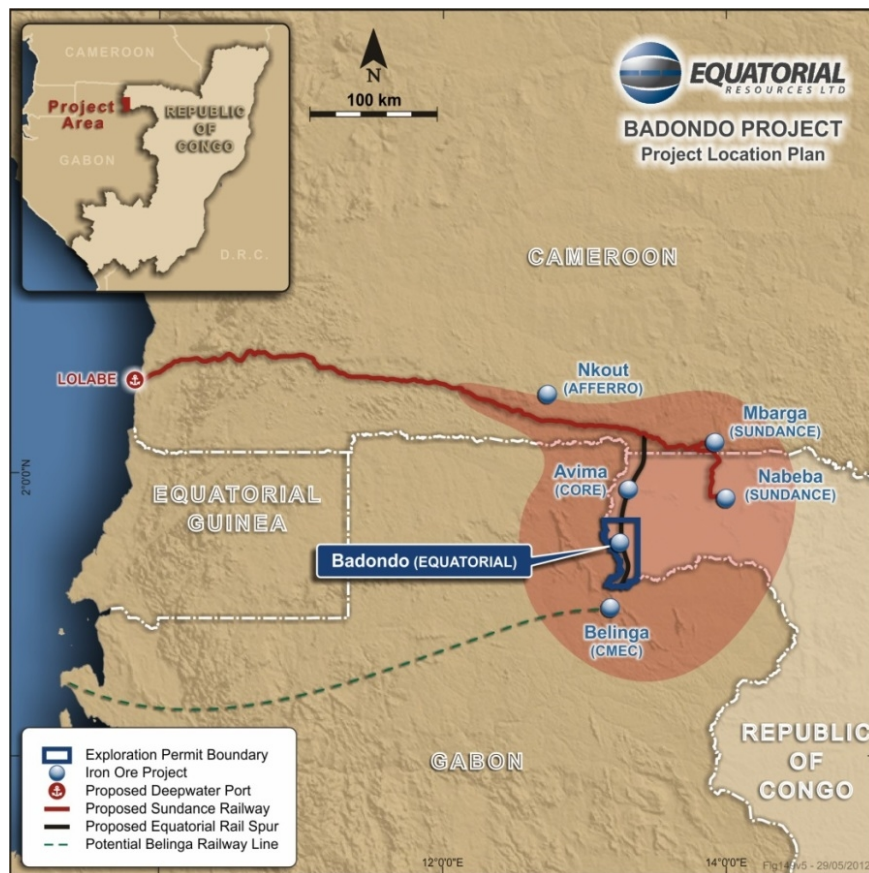 CAMEROON
Project
Area
REPUBLIC
OF
CONGO
GABON
D.R.C.
N
100 km
EQUATORIAL
RESOURCES LTD
BADONDO PROJECT
Project Location Plan
CAMEROON
LOLABE
Nkout
(AFFERRO)
Mbarga
(SUNDANCE)
Avima
(CORE)
Nabeba
(SUNDANCE)
2°0'0"N
EQUATORIAL
GUINEA
Badondo (EQUATORIAL)
Belinga
(CMEC)
GABON
REPUBLIC
OF
CONGO
Exploration Permit Boundary
Iron Ore Project
Proposed Deepwater Port
Proposed Sundance Railway
Proposed Equatorial Rail Spur
Potential Belinga Railway Line
12°0'0"E
14°0'0"E
29/05/2012